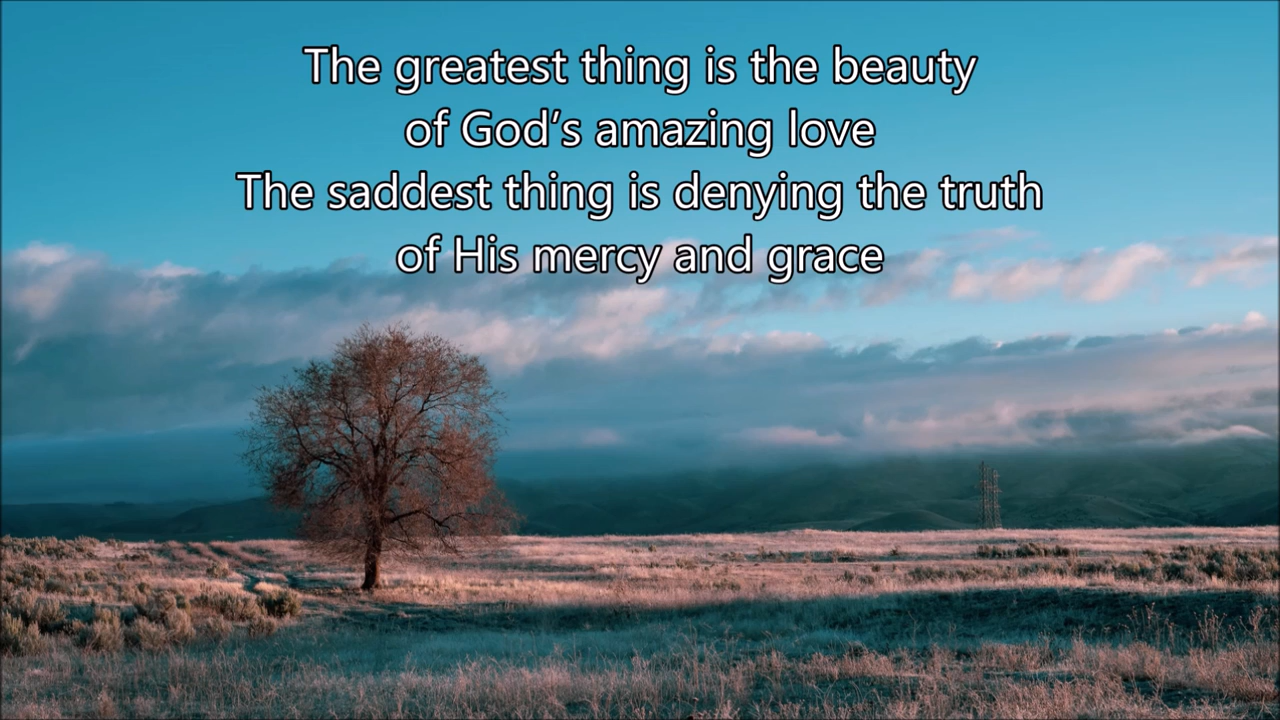 The greatest thing is the beauty
of God’s amazing love
The saddest thing is denying the truth
of His mercy and grace